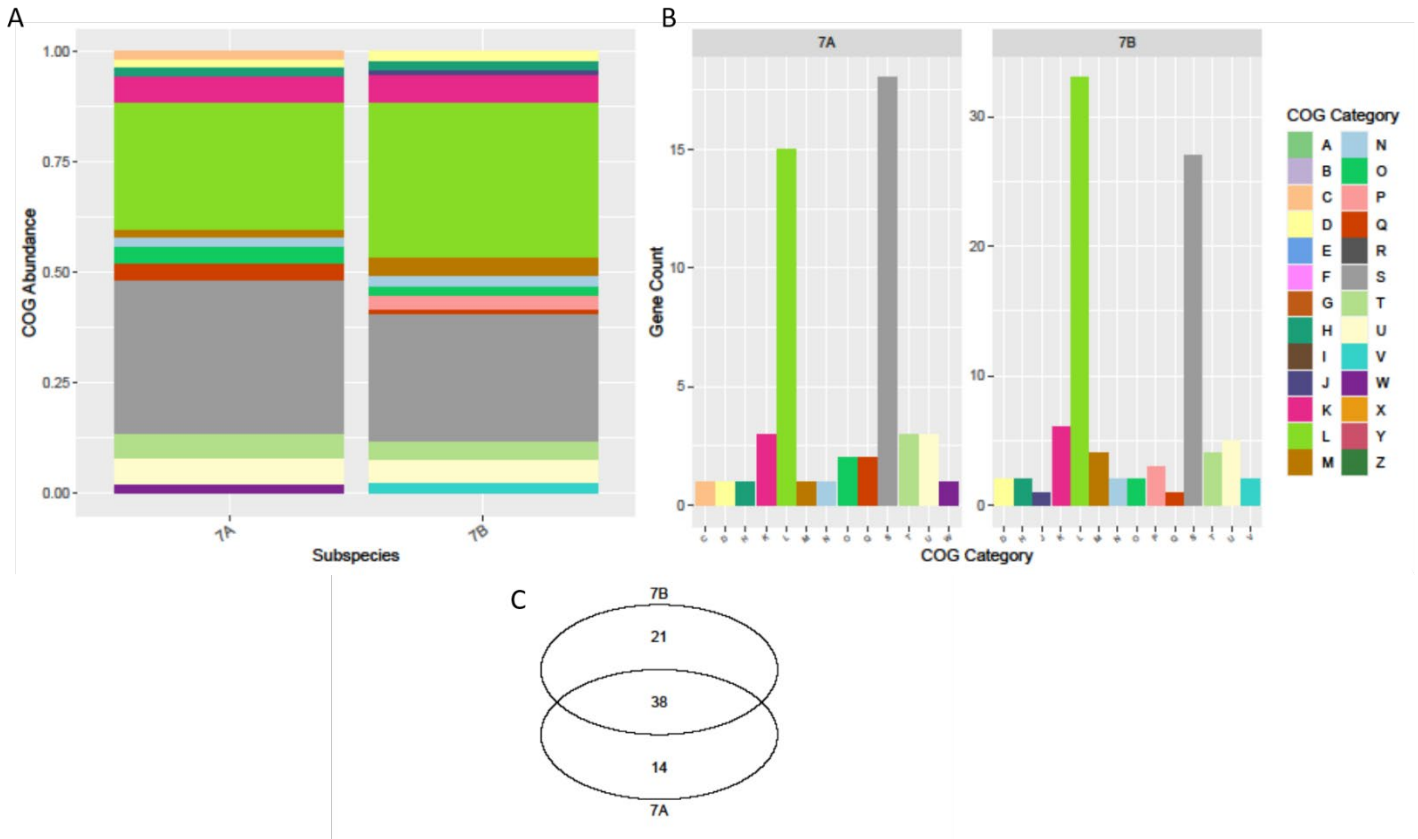 A
B
1.00
0.75
0.50
0.25
0.00
COG Abundance
7A
7B
Subspecies
7A
7B
15
10
5
0
30
20
10
0
Gene Count
C D H K L M N O Q S T U W
D H J K L M N O P Q S T U V
COG Category
COG Category
A N
B O
C P
D Q
E R
F S
G T
H U
I V
J W
K X
L Y
M Z
C
7B
21
38
14
7A